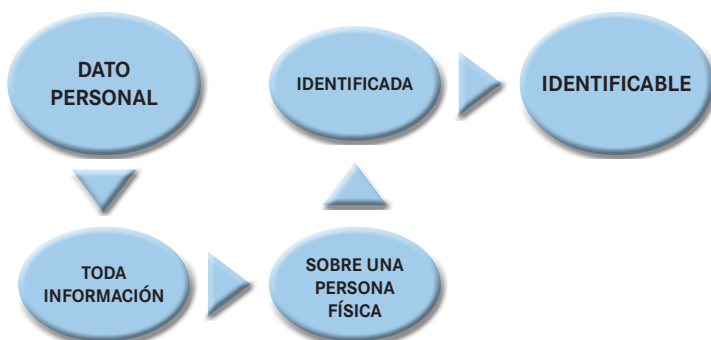 DATO
PERSONAL
TODA
INFORMACIÓN
SOBRE UNA
PERSONA
FÍSICA
IDENTIFICADA
IDENTIFICABLE